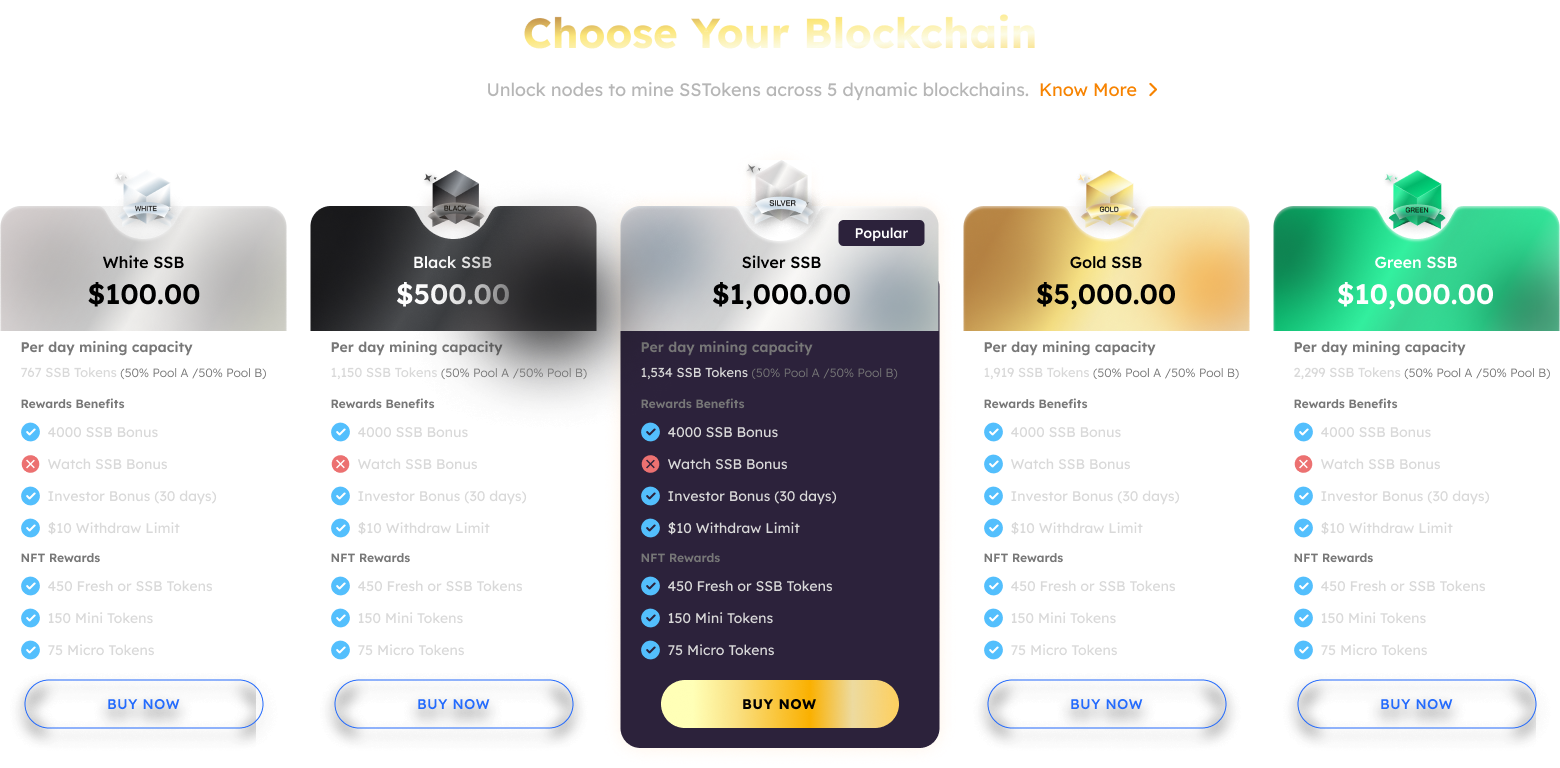 Choose Your Blockchain
Unlock nodes to mine SSTokens across 5 dynamic blockchains. Know More
WHITE
White SSB
$100.00
Per day mining capacity
767 SSB Tokens (50% Pool A /50% Pool B)
Rewards Benefits
4000 SSB Bonus
Watch SSB Bonus
Investor Bonus (30 days)
$10 Withdraw Limit
NFT Rewards
450 Fresh or SSB Tokens
150 Mini Tokens
75 Micro Tokens
BUY NOW
BLACK
Black SSB
$500.00
Per day mining capacity
1,150 SSB Tokens (50% Pool A /50% Pool B)
Rewards Benefits
4000 SSB Bonus
Watch SSB Bonus
Investor Bonus (30 days)
$10 Withdraw Limit
NFT Rewards
450 Fresh or SSB Tokens
150 Mini Tokens
75 Micro Tokens
BUY NOW
SILVER
Popular
Silver SSB
$1,000.00
Per day mining capacity
1,534 SSB Tokens (50% Pool A /50% Pool B)
Rewards Benefits
4000 SSB Bonus
Watch SSB Bonus
Investor Bonus (30 days)
$10 Withdraw Limit
NFT Rewards
450 Fresh or SSB Tokens
150 Mini Tokens
75 Micro Tokens
BUY NOW
GOLD
Gold SSB
$5,000.00
Per day mining capacity
1,919 SSB Tokens (50% Pool A /50% Pool B)
Rewards Benefits
4000 SSB Bonus
Watch SSB Bonus
Investor Bonus (30 days)
$10 Withdraw Limit
NFT Rewards
450 Fresh or SSB Tokens
150 Mini Tokens
75 Micro Tokens
BUY NOW
GREEN
Green SSB
$10,000.00
Per day mining capacity
2,299 SSB Tokens (50% Pool A /50% Pool B)
Rewards Benefits
4000 SSB Bonus
Watch SSB Bonus
Investor Bonus (30 days)
$10 Withdraw Limit
NFT Rewards
450 Fresh or SSB Tokens
150 Mini Tokens
75 Micro Tokens
BUY NOW